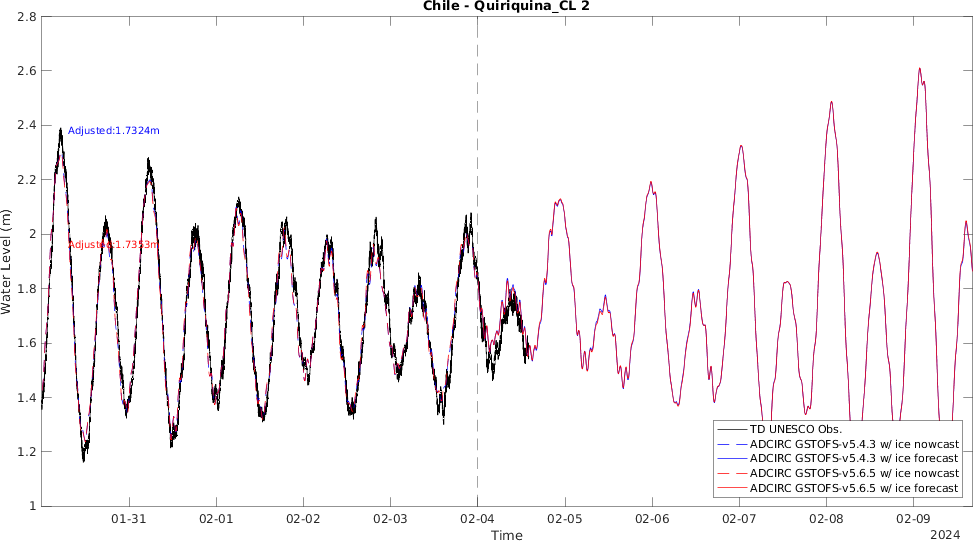 Chile - Quiriquina_CL 2
2.8
2.6
2.4
2.2
2
1.8
1.6
1.4
1.2
1
Water Level (m)
Adjusted:1.7324m
Adjusted:1.7353m
TD UNESCO Obs.
ADCIRC GSTOFS-v5.4.3 w/ ice nowcast
ADCIRC GSTOFS-v5.4.3 w/ ice forecast
ADCIRC GSTOFS-v5.6.5 w/ ice nowcast
ADCIRC GSTOFS-v5.6.5 w/ ice forecast
01-31 02-01 02-02 02-03 02-04 02-05 02-06 02-07 02-08 02-09
Time
2024